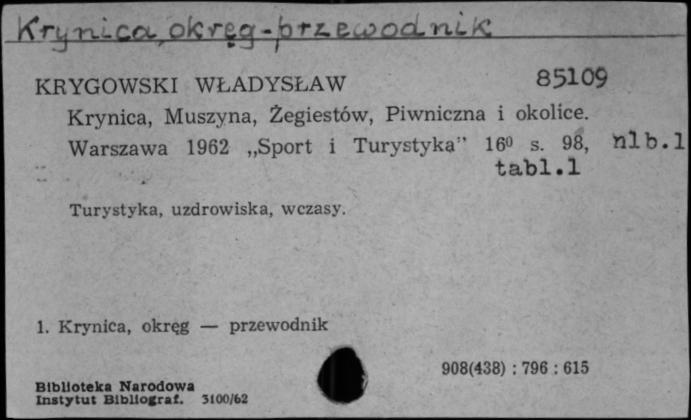 Krynica, okręg - przewodnik
KRYGOWSKI WŁADYSŁAW 85109
Krynica, Muszyna, Żegiestów, Piwniczna i okolice.
Warszawa 1962 „Sport i Turystyka” 16⁰ s. 98, nlb.1
tabl.1
Turystyka, uzdrowiska, wczasy.
1. Krynica, okręg — przewodnik
908(438) : 796 : 615
Biblioteka Narodowa
Instytut Bibliograf. 3100/62